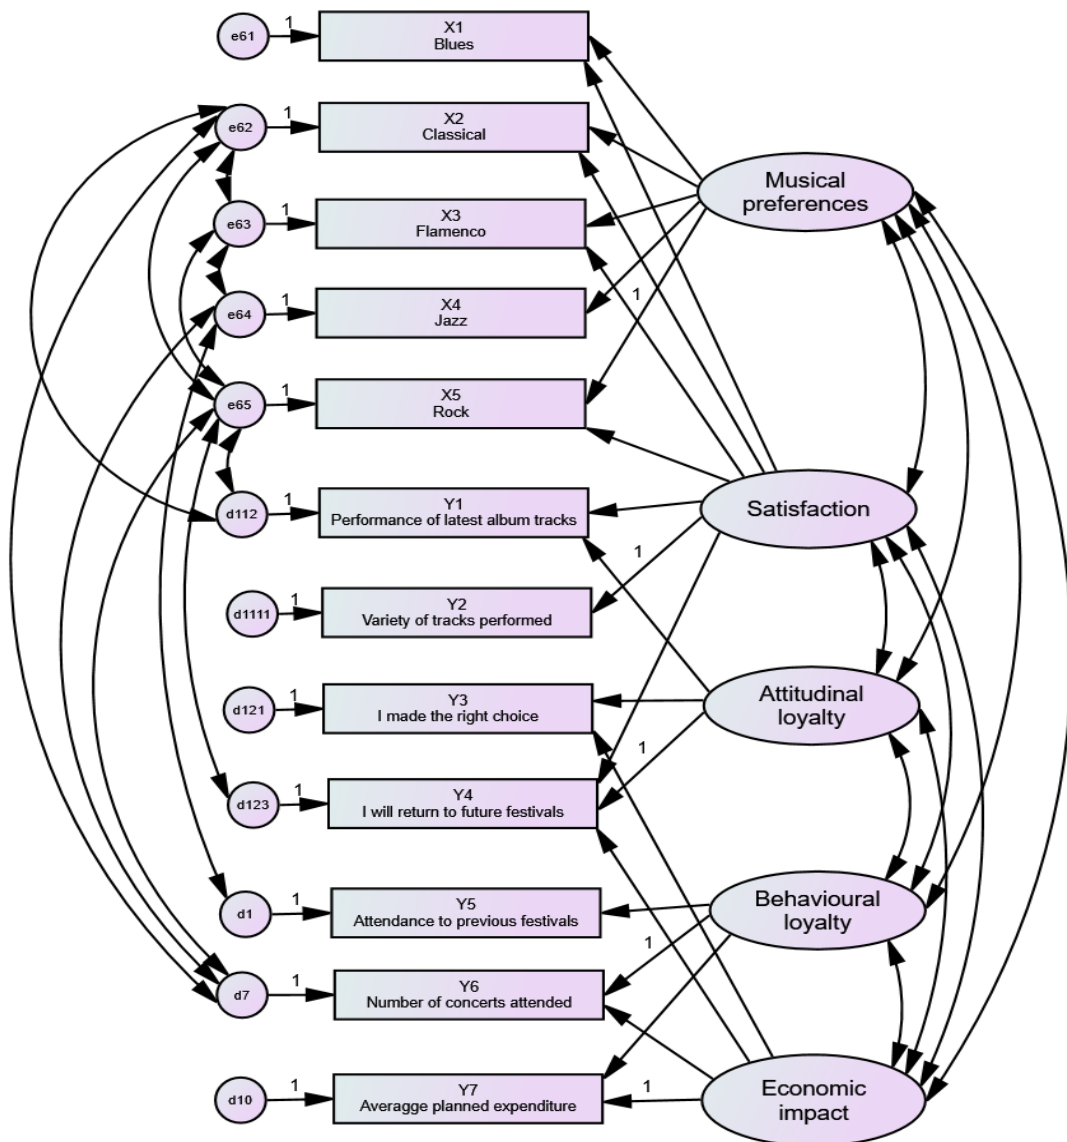 e61
1
X1
Blues
e62
1
X2
Classical
Musical
preferences
e63
1
X3
Flamenco
e64
1
X4
Jazz
1
e65
1
X5
Rock
Satisfaction
d112
1
Y1
Performance of latest album tracks
1
d1111
1
Y2
Variety of tracks performed
d121
1
Y3
I made the right choice
Attitudinal
loyalty
1
d123
1
Y4
I will return to future festivals
d1
1
Y5
Attendance to previous festivals
Behavioural
loyalty
1
d7
1
Y6
Number of concerts attended
d10
1
Y7
Averagge planned expenditure
1
Economic
impact